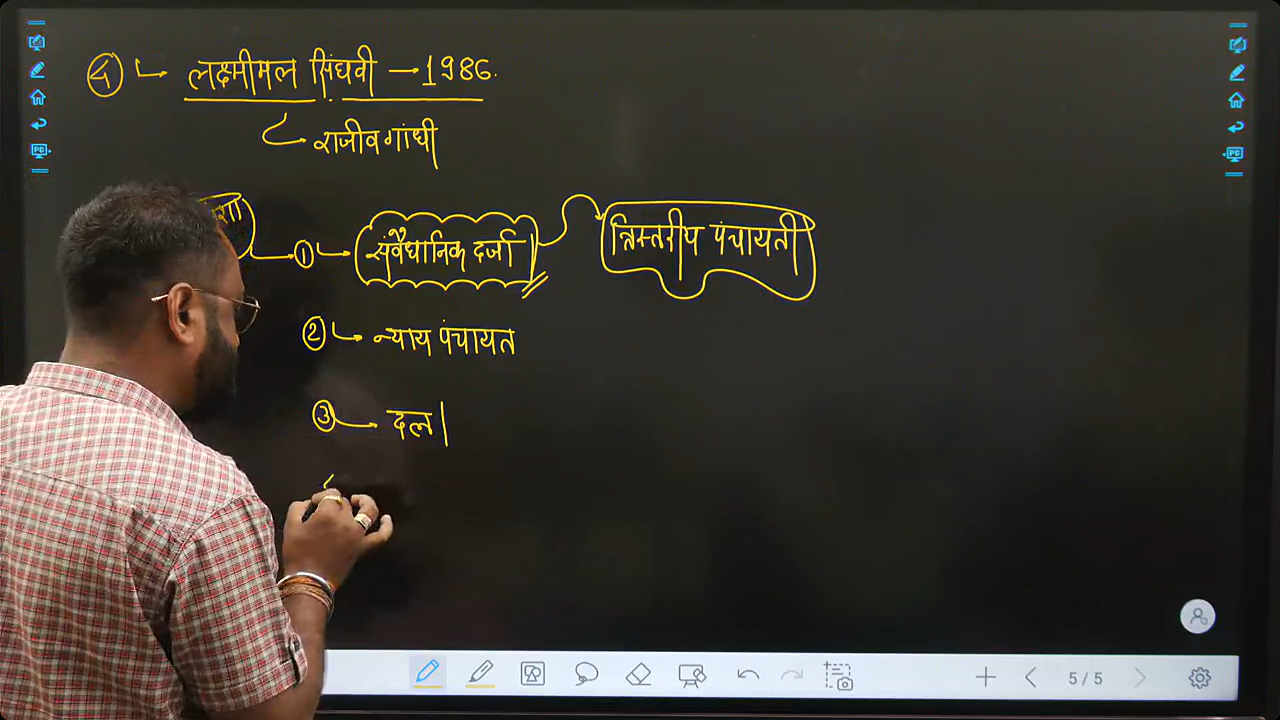 ④ ↳ लक्ष्मीमल सिंघवी → 1986.
राजीव गांधी
① ↳ संवैधानिक दर्जा → त्रिस्तरीय पंचायती
② ↳ न्याय पंचायत
③ → दल|
5 / 5